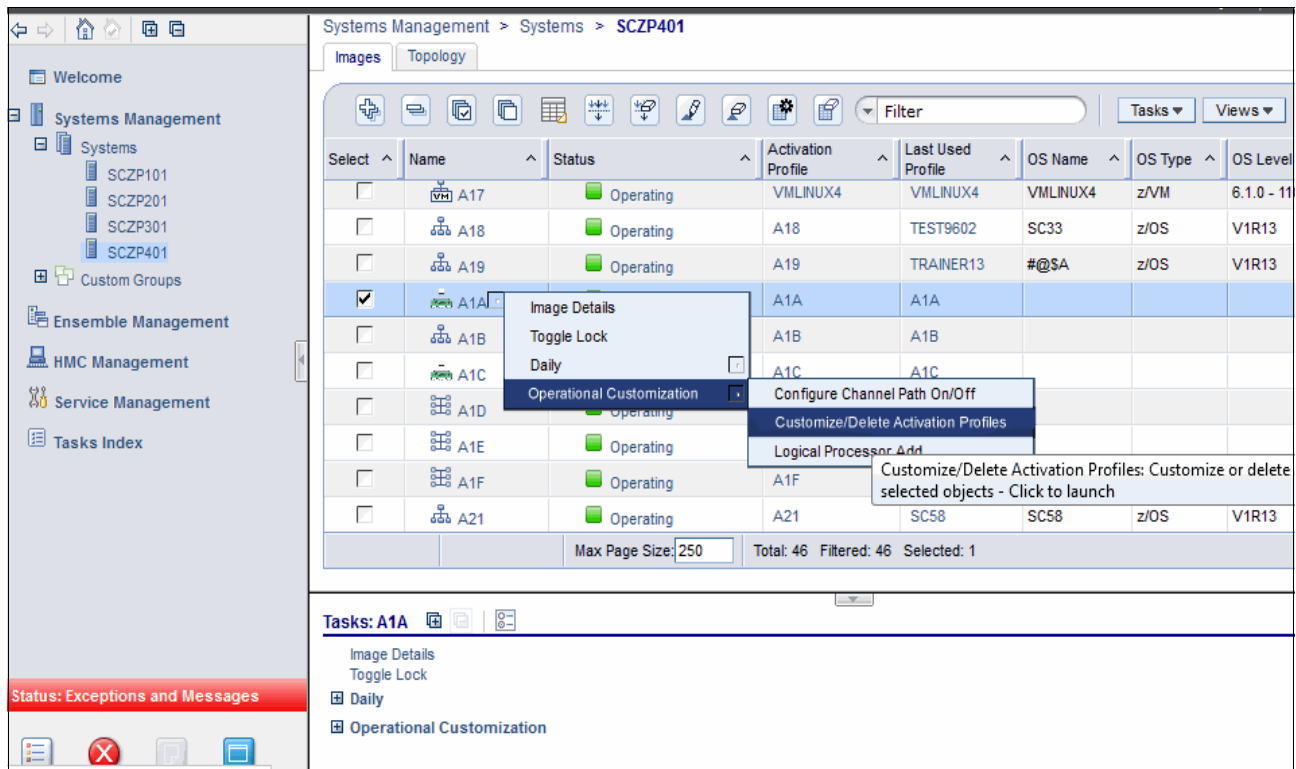 Systems Management > Systems > SCZP401
Images Topology
Welcome
Systems Management
Systems
SCZP101
SCZP201
SCZP301
SCZP401
Custom Groups
Ensemble Management
HMC Management
Service Management
Tasks Index
Filter Tasks Views
Select Name Status Activation Profile Last Used Profile OS Name OS Type OS Level
VM A17 Operating VMLINUX4 VMLINUX4 VMLINUX4 z/VM 6.1.0 - 11
A18 Operating A18 TEST9602 SC33 z/OS V1R13
A19 Operating A19 TRAINER13 #@$A z/OS V1R13
A1A A1A A1A
A1B A1B A1B
A1C A1C A1C
A1D Operating
A1E Operating
A1F Operating A1F
A21 Operating A21 SC58 SC58 z/OS V1R13
Image Details
Toggle Lock
Daily
Operational Customization
Configure Channel Path On/Off
Customize/Delete Activation Profiles
Logical Processor Add
Customize/Delete Activation Profiles: Customize or delete
selected objects - Click to launch
Max Page Size: 250 Total: 46 Filtered: 46 Selected: 1
Tasks: A1A
Image Details
Toggle Lock
Daily
Operational Customization
Status: Exceptions and Messages